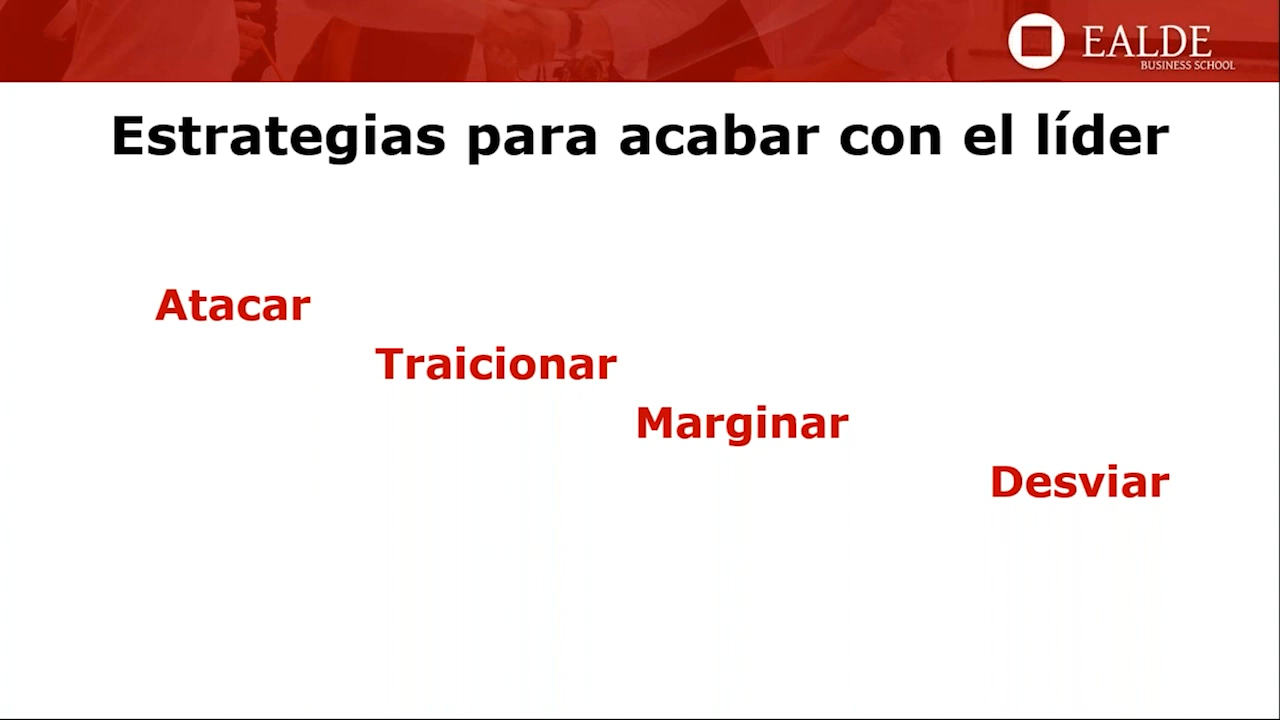 EALDE
BUSINESS SCHOOL
Estrategias para acabar con el líder
Atacar
Traicionar
Marginar
Desviar